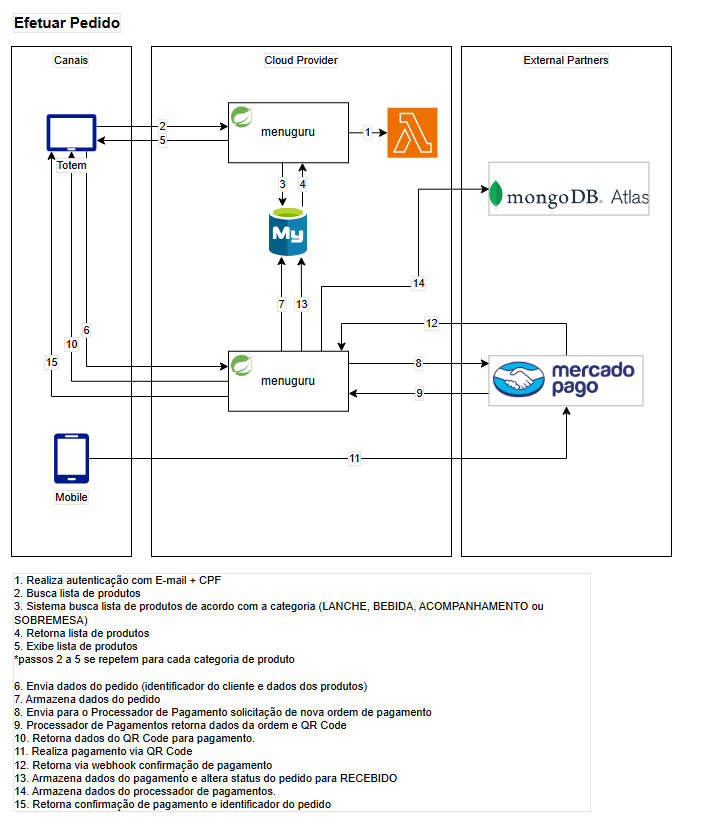 Efetuar Pedido
Canais
Cloud Provider
External Partners
Totem
2
5
menuguru
1
3
4
My
mongoDB. Atlas
14
7
13
12
6
10
15
menuguru
8
9
mercado
pago
11
Mobile
1. Realiza autenticação com E-mail + CPF
2. Busca lista de produtos
3. Sistema busca lista de produtos de acordo com a categoria (LANCHE, BEBIDA, ACOMPANHAMENTO ou
SOBREMESA)
4. Retorna lista de produtos
5. Exibe lista de produtos
*passos 2 a 5 se repetem para cada categoria de produto
6. Envia dados do pedido (identificador do cliente e dados dos produtos)
7. Armazena dados do pedido
8. Envia para o Processador de Pagamento solicitação de nova ordem de pagamento
9. Processador de Pagamentos retorna dados da ordem e QR Code
10. Retorna dados do QR Code para pagamento.
11. Realiza pagamento via QR Code
12. Retorna via webhook confirmação de pagamento
13. Armazena dados do pagamento e altera status do pedido para RECEBIDO
14. Armazena dados do processador de pagamentos.
15. Retorna confirmação de pagamento e identificador do pedido